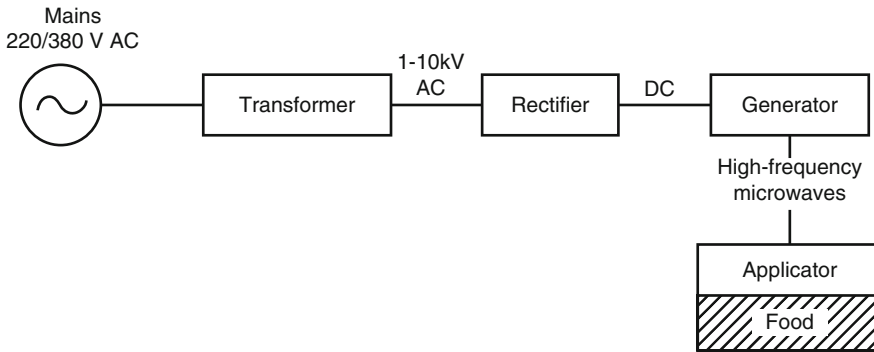 Mains
220/380 V AC
Transformer
1-10kV
AC
Rectifier
DC
Generator
High-frequency
microwaves
Applicator
Food